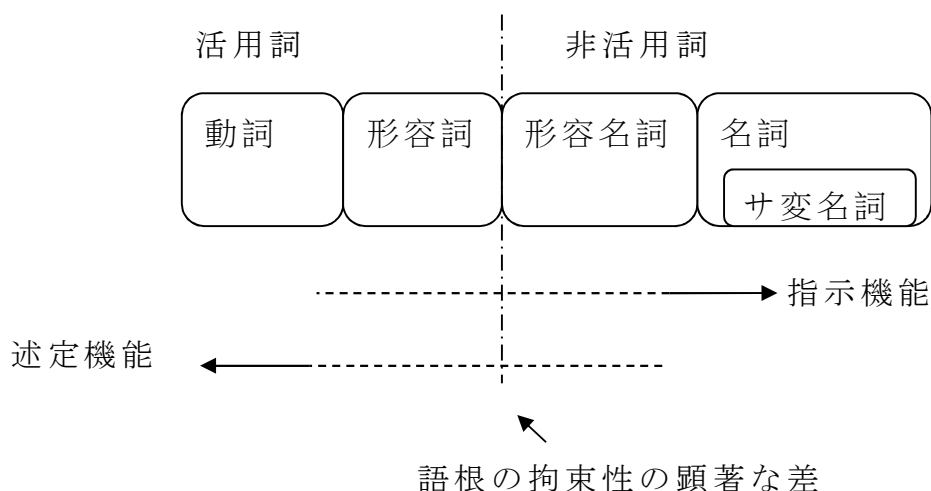 活用詞
非活用詞
動詞
形容詞
形容名詞
名詞
サ変名詞
指示機能
述定機能
語根の拘束性の顕著な差